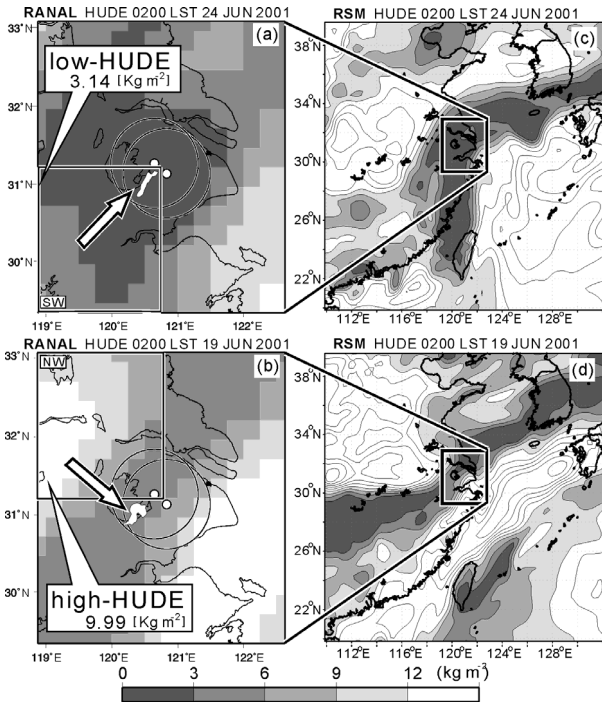 RANAL HUDE 0200 LST 24 JUN 2001
RSM HUDE 0200 LST 24 JUN 2001
33°N
(a)
low-HUDE
3.14 [Kg m²]
32°N
31°N
30°N
SW
119°E 120°E 121°E 122°E
38°N
(c)
34°N
30°N
26°N
22°N
112°E 116°E 120°E 124°E 128°E
RANAL HUDE 0200 LST 19 JUN 2001
RSM HUDE 0200 LST 19 JUN 2001
33°N
NW
(b)
32°N
31°N
30°N
high-HUDE
9.99 [Kg m²]
119°E 120°E 121°E 122°E
(d)
38°N
34°N
30°N
26°N
22°N
112°E 116°E 120°E 124°E 128°E
0 3 6 9 12 (kg m⁻²)